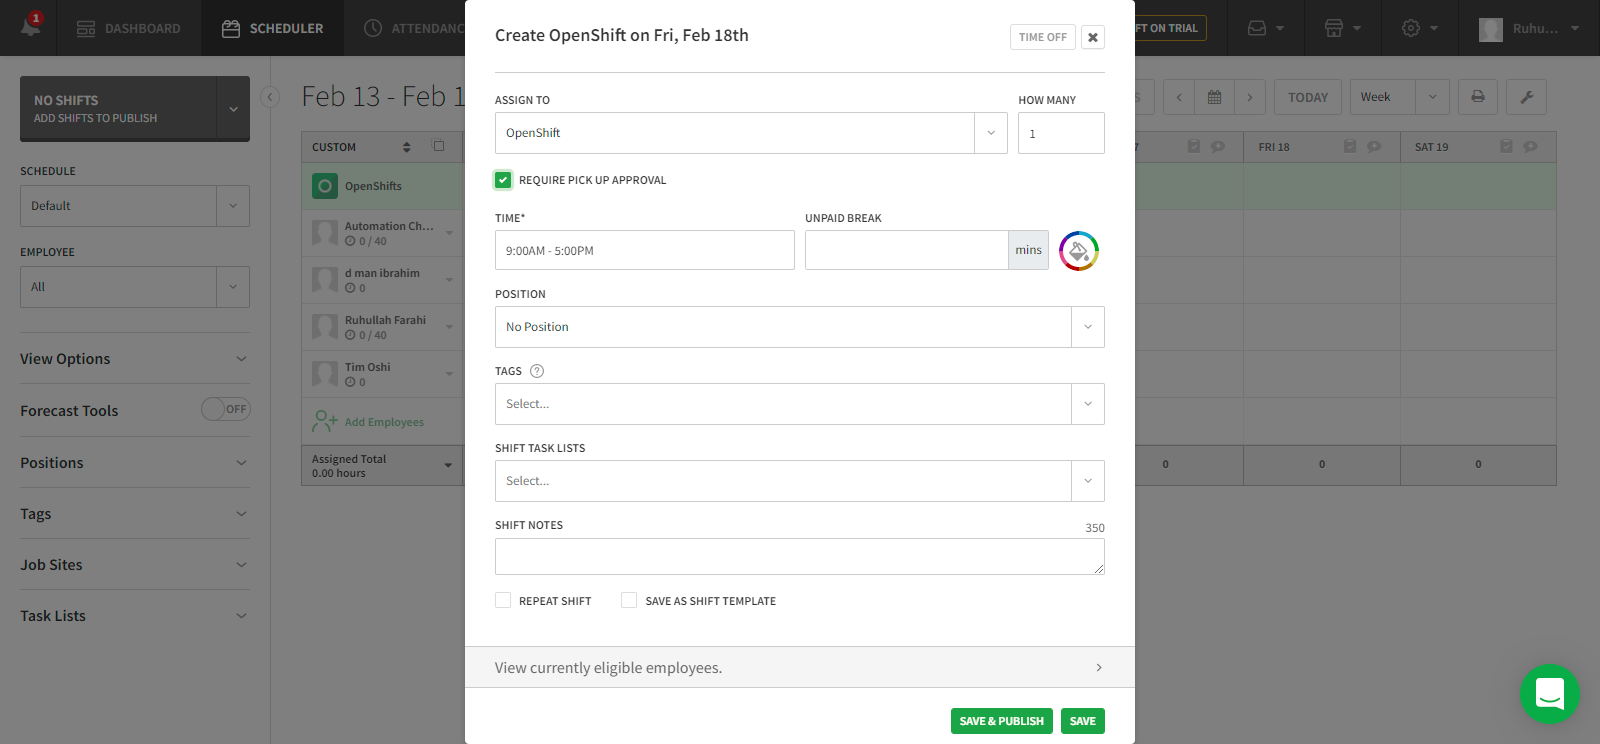 1
DASHBOARD
SCHEDULER
ATTENDANC
FT ON TRIAL
Ruhu...
NO SHIFTS
ADD SHIFTS TO PUBLISH
SCHEDULE
Default
EMPLOYEE
All
View Options
Forecast Tools
OFF
Positions
Tags
Job Sites
Task Lists
Feb 13 - Feb 1
TODAY
Week
CUSTOM
7
FRI 18
SAT 19
OpenShifts
Automation Ch...
0 / 40
d man ibrahim
0
Ruhullah Farahi
0 / 40
Tim Oshi
0
Add Employees
Assigned Total
0.00 hours
0
0
0
Create OpenShift on Fri, Feb 18th
TIME OFF
ASSIGN TO
HOW MANY
OpenShift
1
REQUIRE PICK UP APPROVAL
TIME*
UNPAID BREAK
9:00AM - 5:00PM
mins
POSITION
No Position
TAGS ?
Select...
SHIFT TASK LISTS
Select...
SHIFT NOTES
350
REPEAT SHIFT
SAVE AS SHIFT TEMPLATE
View currently eligible employees.
SAVE & PUBLISH
SAVE